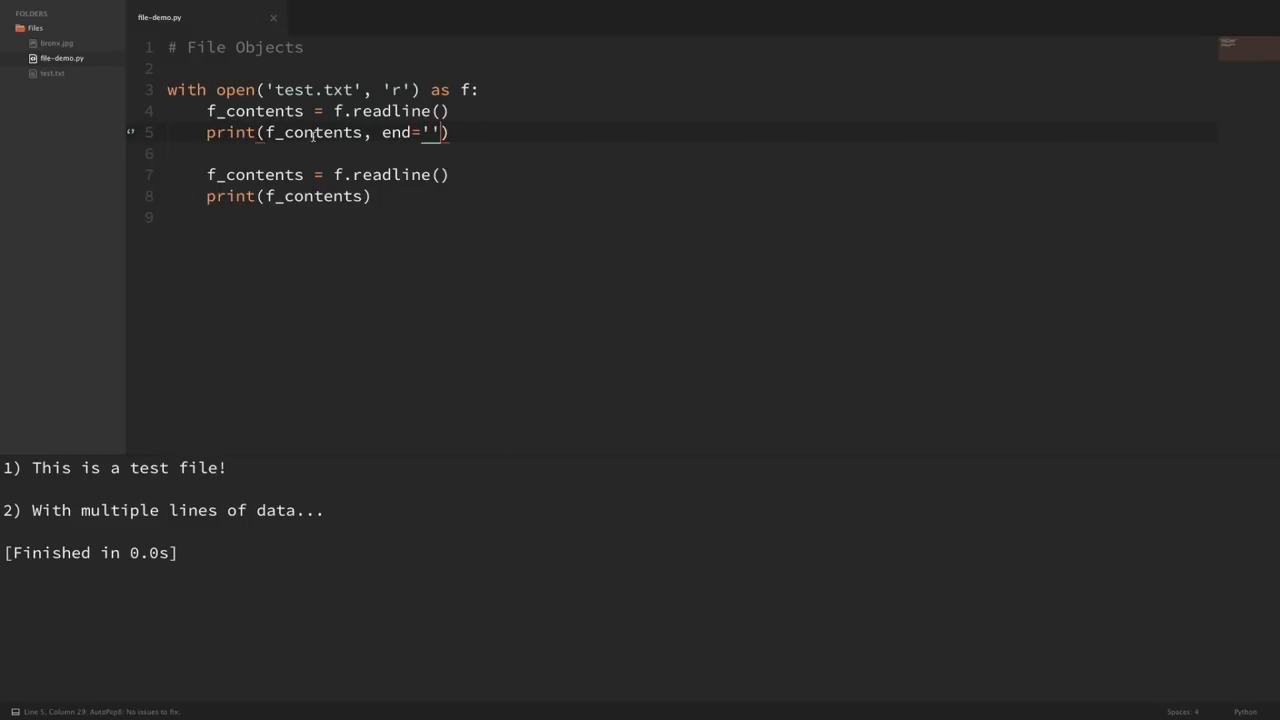 FOLDERS
Files
bronx.jpg
file-demo.py
test.txt
file-demo.py ×
1 # File Objects
2
3 with open('test.txt', 'r') as f:
4 f_contents = f.readline()
5 print(f_contents, end='')
6
7 f_contents = f.readline()
8 print(f_contents)
9
1) This is a test file!
2) With multiple lines of data...
[Finished in 0.0s]
Line 5, Column 29; AutoPep8: No issues to fix. Spaces: 4 Python